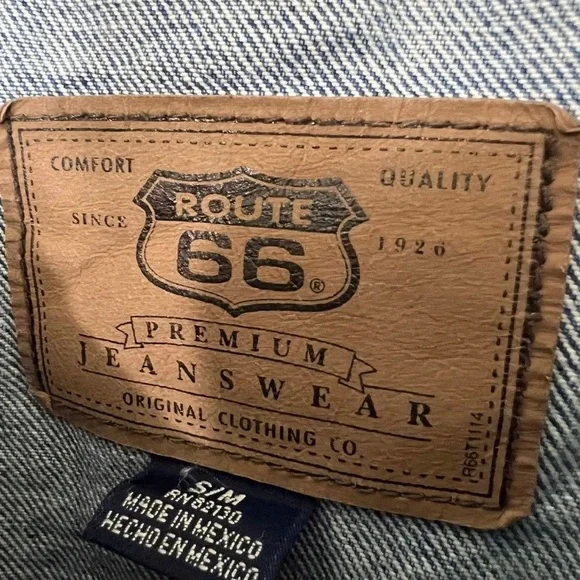 COMFORT QUALITY
ROUTE
SINCE 66® 1926
PREMIUM
JEANSWEAR
ORIGINAL CLOTHING CO.
R66T1114
S/M
RN 82130
MADE IN MEXICO
HECHO EN MEXICO